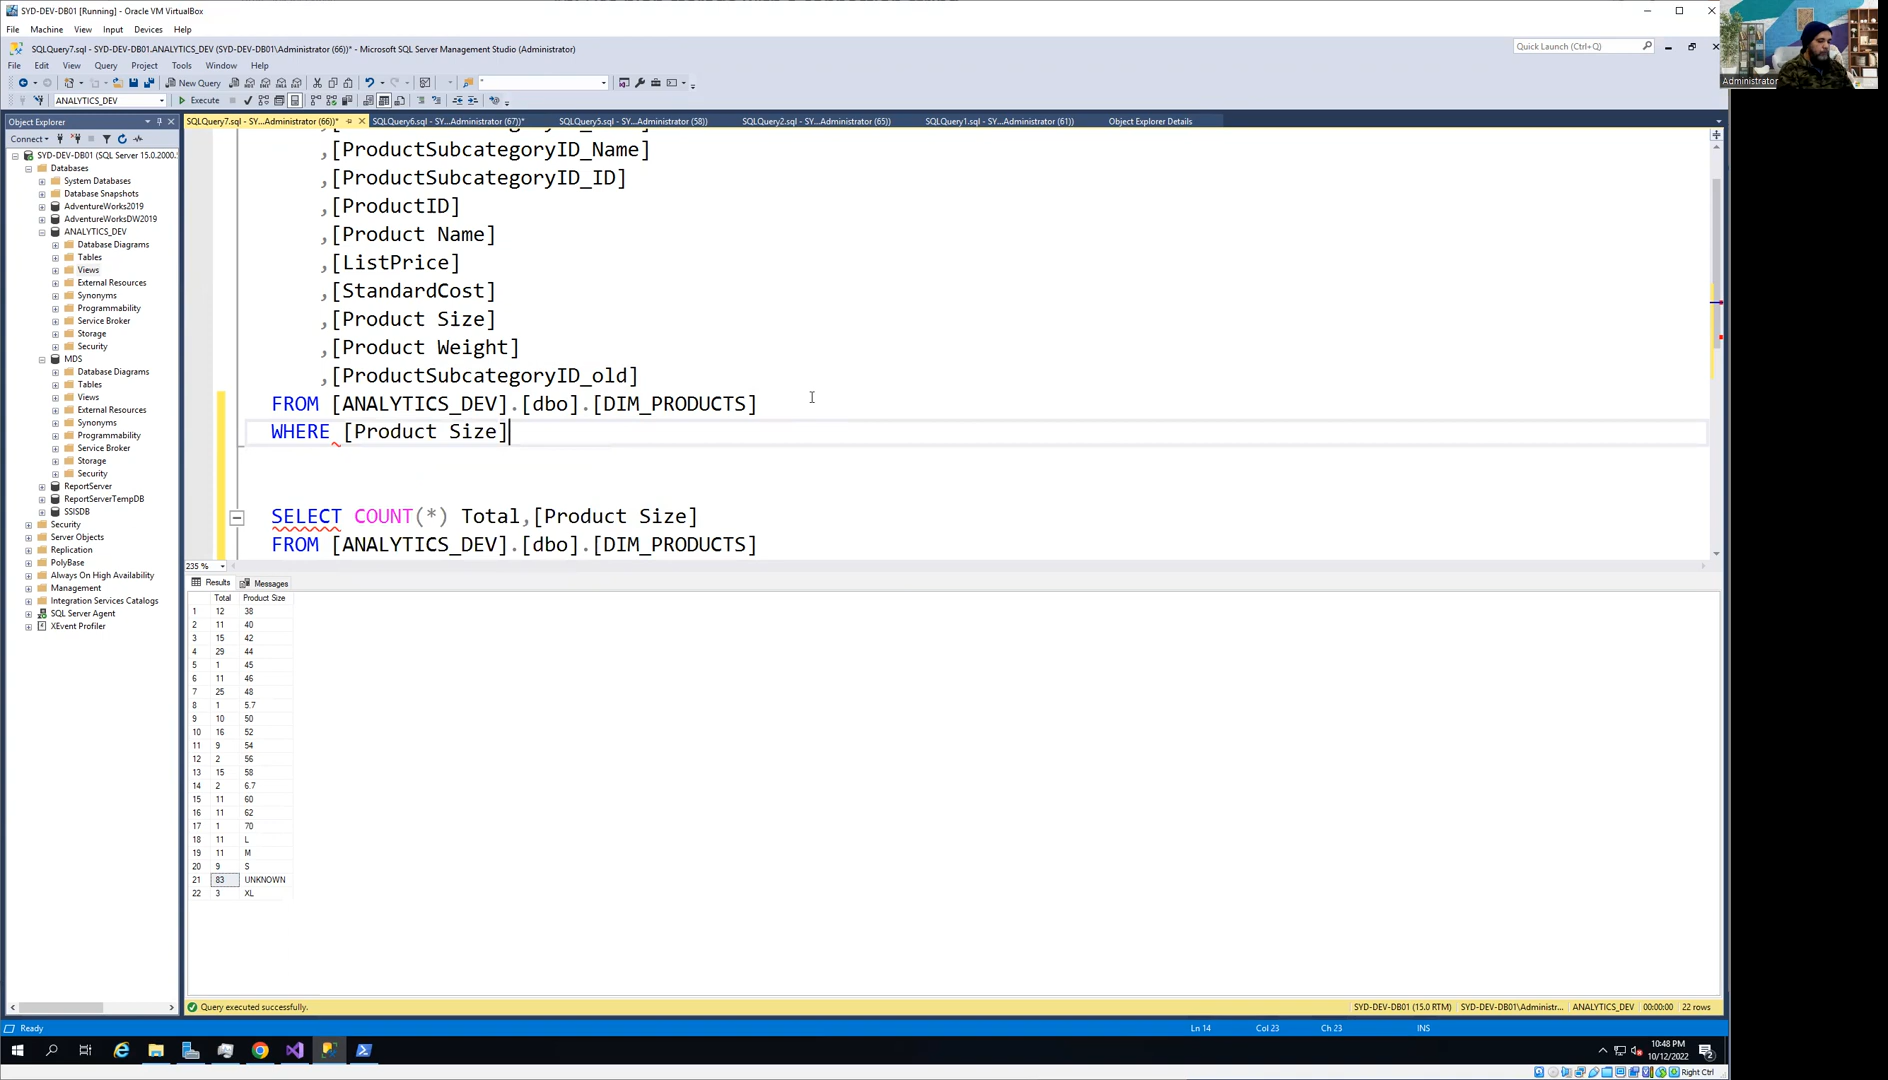 SYD-DEV-DB01 [Running] - Oracle VM VirtualBox
File Machine View Input Devices Help
SQLQuery7.sql - SYD-DEV-DB01.ANALYTICS_DEV (SYD-DEV-DB01\Administrator (66))* - Microsoft SQL Server Management Studio (Administrator)
Quick Launch (Ctrl+Q)
Administrator
File Edit View Query Project Tools Window Help
New Query
ANALYTICS_DEV Execute
Object Explorer
SQLQuery7.sql - SY...Administrator (66))* SQLQuery6.sql - SY...Administrator (67))* SQLQuery5.sql - SY...Administrator (58)) SQLQuery2.sql - SY...Administrator (65)) SQLQuery1.sql - SY...Administrator (61)) Object Explorer Details
Connect
SYD-DEV-DB01 (SQL Server 15.0.2000.
Databases
System Databases
Database Snapshots
AdventureWorks2019
AdventureWorksDW2019
ANALYTICS_DEV
Database Diagrams
Tables
Views
External Resources
Synonyms
Programmability
Service Broker
Storage
Security
MDS
Database Diagrams
Tables
Views
External Resources
Synonyms
Programmability
Service Broker
Storage
Security
ReportServer
ReportServerTempDB
SSISDB
Security
Server Objects
Replication
PolyBase
Always On High Availability
Management
Integration Services Catalogs
SQL Server Agent
XEvent Profiler
,[ProductSubcategoryID_Name]
,[ProductSubcategoryID_ID]
,[ProductID]
,[Product Name]
,[ListPrice]
,[StandardCost]
,[Product Size]
,[Product Weight]
,[ProductSubcategoryID_old]
FROM [ANALYTICS_DEV].[dbo].[DIM_PRODUCTS]
WHERE [Product Size]
SELECT COUNT(*) Total,[Product Size]
FROM [ANALYTICS_DEV].[dbo].[DIM_PRODUCTS]
235 %
Results Messages
Total Product Size
1 12 38
2 11 40
3 15 42
4 29 44
5 1 45
6 11 46
7 25 48
8 1 5.7
9 10 50
10 16 52
11 9 54
12 2 56
13 15 58
14 2 6.7
15 11 60
16 11 62
17 1 70
18 11 L
19 11 M
20 9 S
21 83 UNKNOWN
22 3 XL
Query executed successfully.
SYD-DEV-DB01 (15.0 RTM) SYD-DEV-DB01\Administr... ANALYTICS_DEV 00:00:00 22 rows
Ready
Ln 14 Col 23 Ch 23 INS
10:48 PM
10/12/2022
2
Right Ctrl